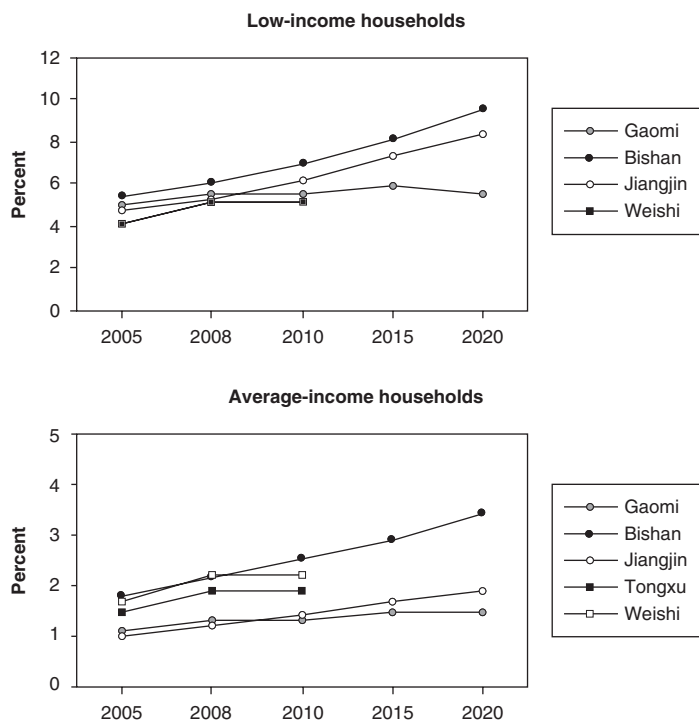 Low-income households
12
10
8
6
4
2
0
Percent
2005 2008 2010 2015 2020
Gaomi
Bishan
Jiangjin
Weishi
Average-income households
5
4
3
2
1
0
Percent
2005 2008 2010 2015 2020
Gaomi
Bishan
Jiangjin
Tongxu
Weishi